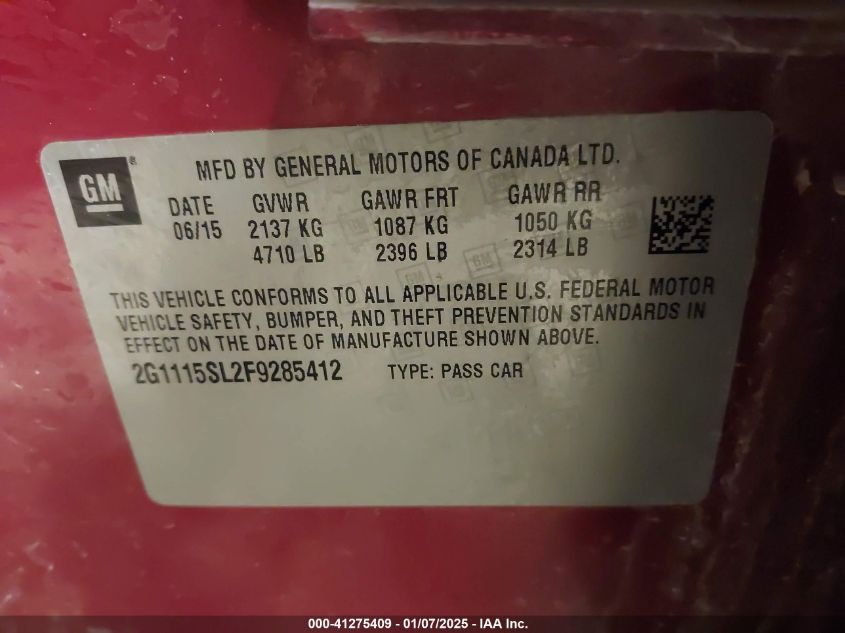 GM®
MFD BY GENERAL MOTORS OF CANADA LTD.
DATE GVWR GAWR FRT GAWR RR
06/15 2137 KG 1087 KG 1050 KG
4710 LB 2396 LB 2314 LB
THIS VEHICLE CONFORMS TO ALL APPLICABLE U.S. FEDERAL MOTOR
VEHICLE SAFETY, BUMPER, AND THEFT PREVENTION STANDARDS IN
EFFECT ON THE DATE OF MANUFACTURE SHOWN ABOVE.
2G1115SL2F9285412 TYPE: PASS CAR
000-41275409 - 01/07/2025 - IAA Inc.